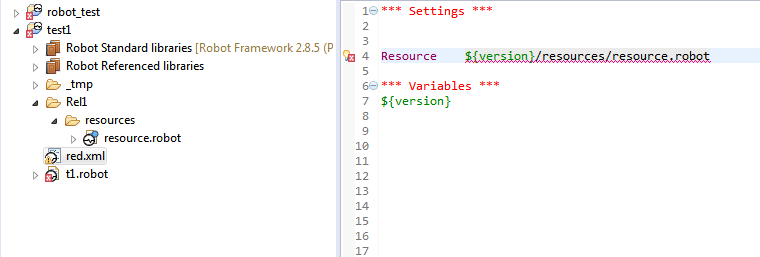 robot_test
test1
Robot Standard libraries [Robot Framework 2.8.5 (P
Robot Referenced libraries
_tmp
Rel1
resources
resource.robot
red.xml
t1.robot
1 *** Settings ***
2
3
4 Resource ${version}/resources/resource.robot
6 *** Variables ***
7 ${version}
8
9
10
11
12
13
14
15
16
17